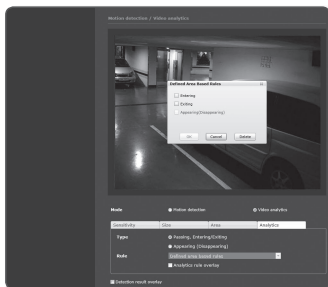 Motion detection / Video analytics
Defined Area Based Rules
Entering
Exiting
Appearing(Disappearing)
OK Cancel Delete
Mode Motion detection Video analytics
Sensitivity Size Area Analytics
Type Passing, Entering/Exiting
Appearing (Disappearing)
Rule Defined area based rules
Analytics rule overlay
Detection result overlay